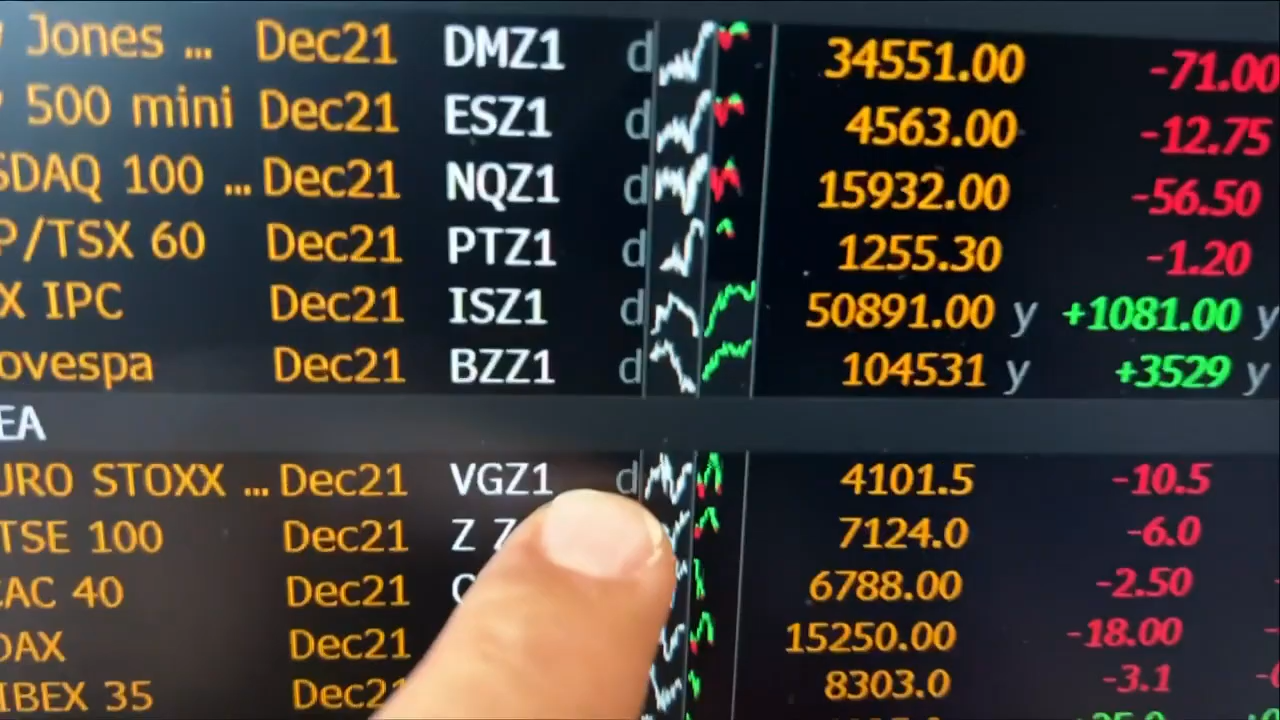 Jones ... Dec21 DMZ1 d 34551.00 -71.00
500 mini Dec21 ESZ1 d 4563.00 -12.75
SDAQ 100 ... Dec21 NQZ1 d 15932.00 -56.50
P/TSX 60 Dec21 PTZ1 d 1255.30 -1.20
X IPC Dec21 ISZ1 d 50891.00 y +1081.00 y
ovespa Dec21 BZZ1 d 104531 y +3529 y
EA
URO STOXX ... Dec21 VGZ1 d 4101.5 -10.5
TSE 100 Dec21 Z 7124.0 -6.0
CAC 40 Dec21 6788.00 -2.50
DAX Dec21 15250.00 -18.00
IBEX 35 Dec21 8303.0 -3.1